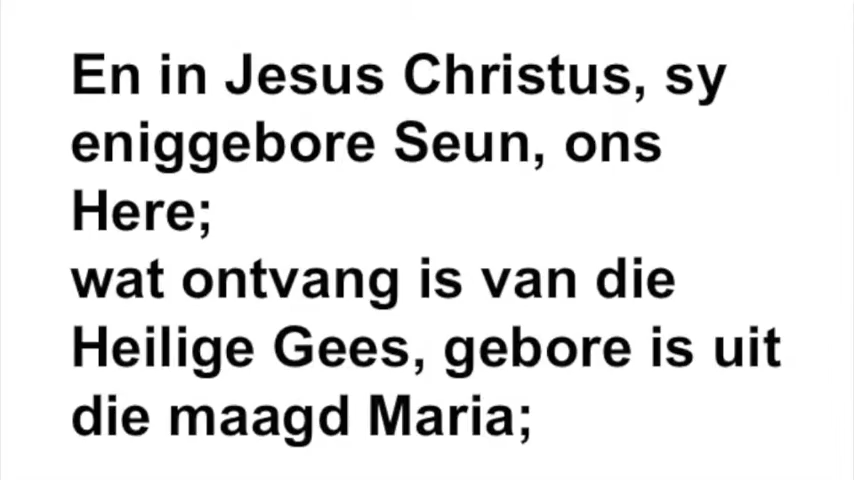 En in Jesus Christus, sy
eniggebore Seun, ons
Here;
wat ontvang is van die
Heilige Gees, gebore is uit
die maagd Maria;